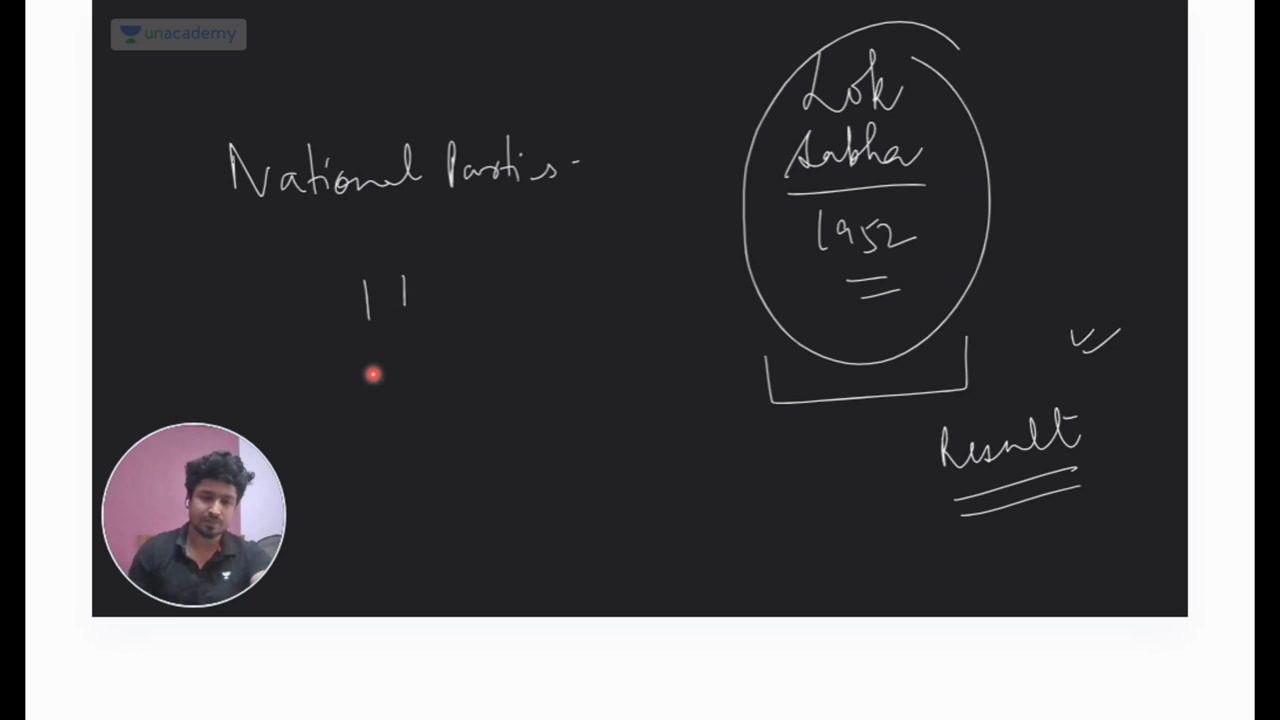 unacademy
National Parties -
11
Lok
Sabha
1952
Result